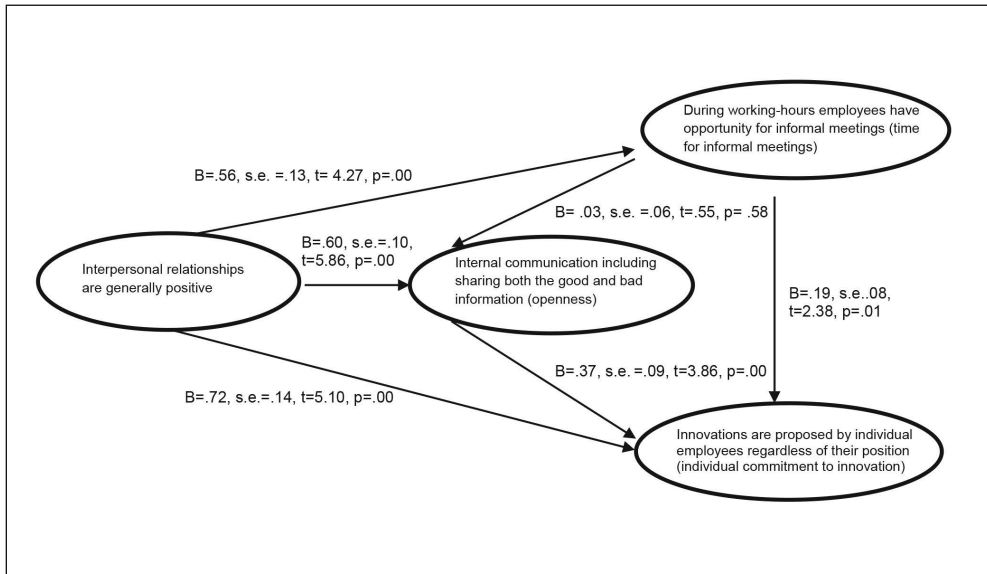 During working-hours employees have
opportunity for informal meetings (time
for informal meetings)
B=.56, s.e. =.13, t= 4.27, p=.00
B= .03, s.e. =.06, t=.55, p= .58
B=.60, s.e.=.10,
t=5.86, p=.00
Interpersonal relationships
are generally positive
Internal communication including
sharing both the good and bad
information (openness)
B=.19, s.e..08,
t=2.38, p=.01
B=.37, s.e. =.09, t=3.86, p=.00
B=.72, s.e.=.14, t=5.10, p=.00
Innovations are proposed by individual
employees regardless of their position
(individual commitment to innovation)